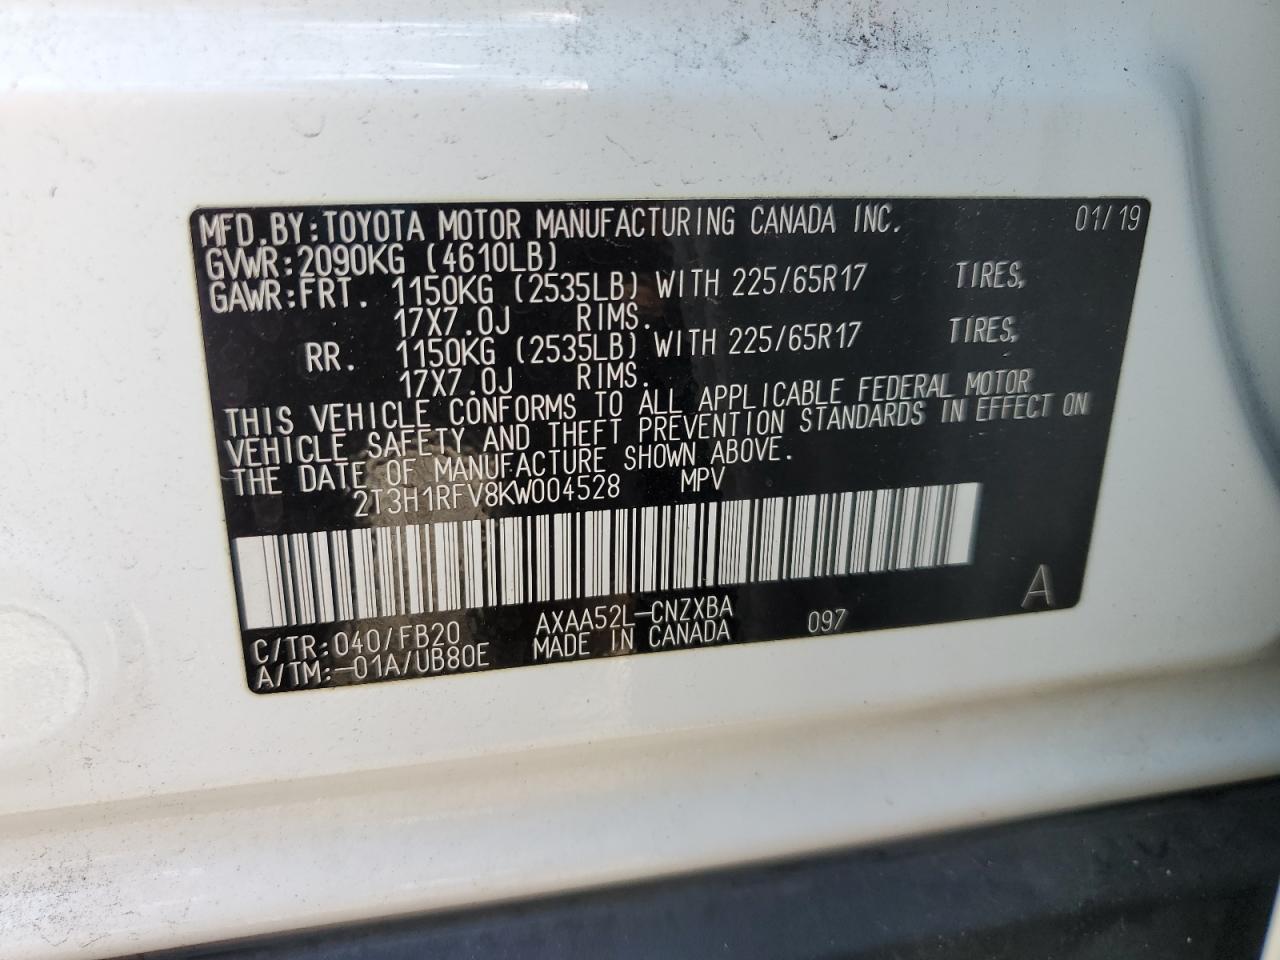 MFD.BY:TOYOTA MOTOR MANUFACTURING CANADA INC. 01/19
GVWR:2090KG (4610LB)
GAWR:FRT. 1150KG (2535LB) WITH 225/65R17 TIRES,
17X7.0J RIMS.
RR. 1150KG (2535LB) WITH 225/65R17 TIRES,
17X7.0J RIMS.
THIS VEHICLE CONFORMS TO ALL APPLICABLE FEDERAL MOTOR
VEHICLE SAFETY AND THEFT PREVENTION STANDARDS IN EFFECT ON
THE DATE OF MANUFACTURE SHOWN ABOVE.
2T3H1RFV8KW004528 MPV
A
C/TR:040/FB20 AXAA52L-CNZXBA 097
A/TM:-01A/UB80E MADE IN CANADA